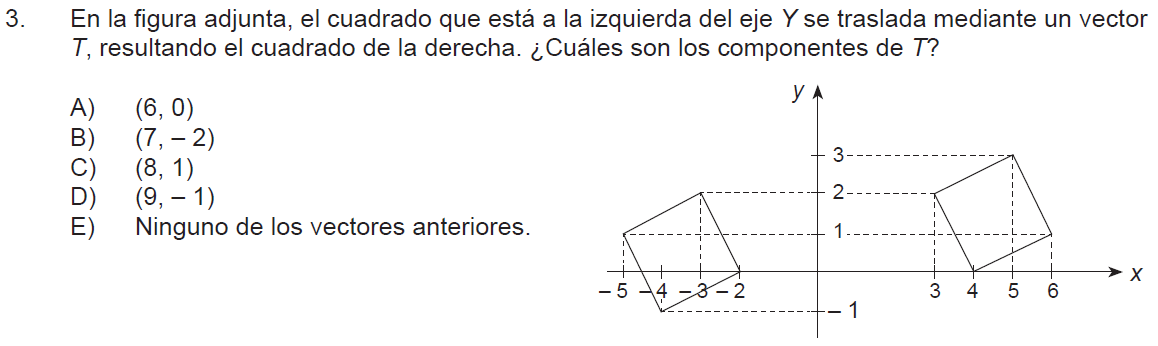 3. En la figura adjunta, el cuadrado que está a la izquierda del eje Y se traslada mediante un vector
T, resultando el cuadrado de la derecha. ¿Cuáles son los componentes de T?
A) (6, 0)
B) (7, – 2)
C) (8, 1)
D) (9, – 1)
E) Ninguno de los vectores anteriores.
y
3
2
1
x
– 5 – 4 – 3 – 2
3 4 5 6
– 1